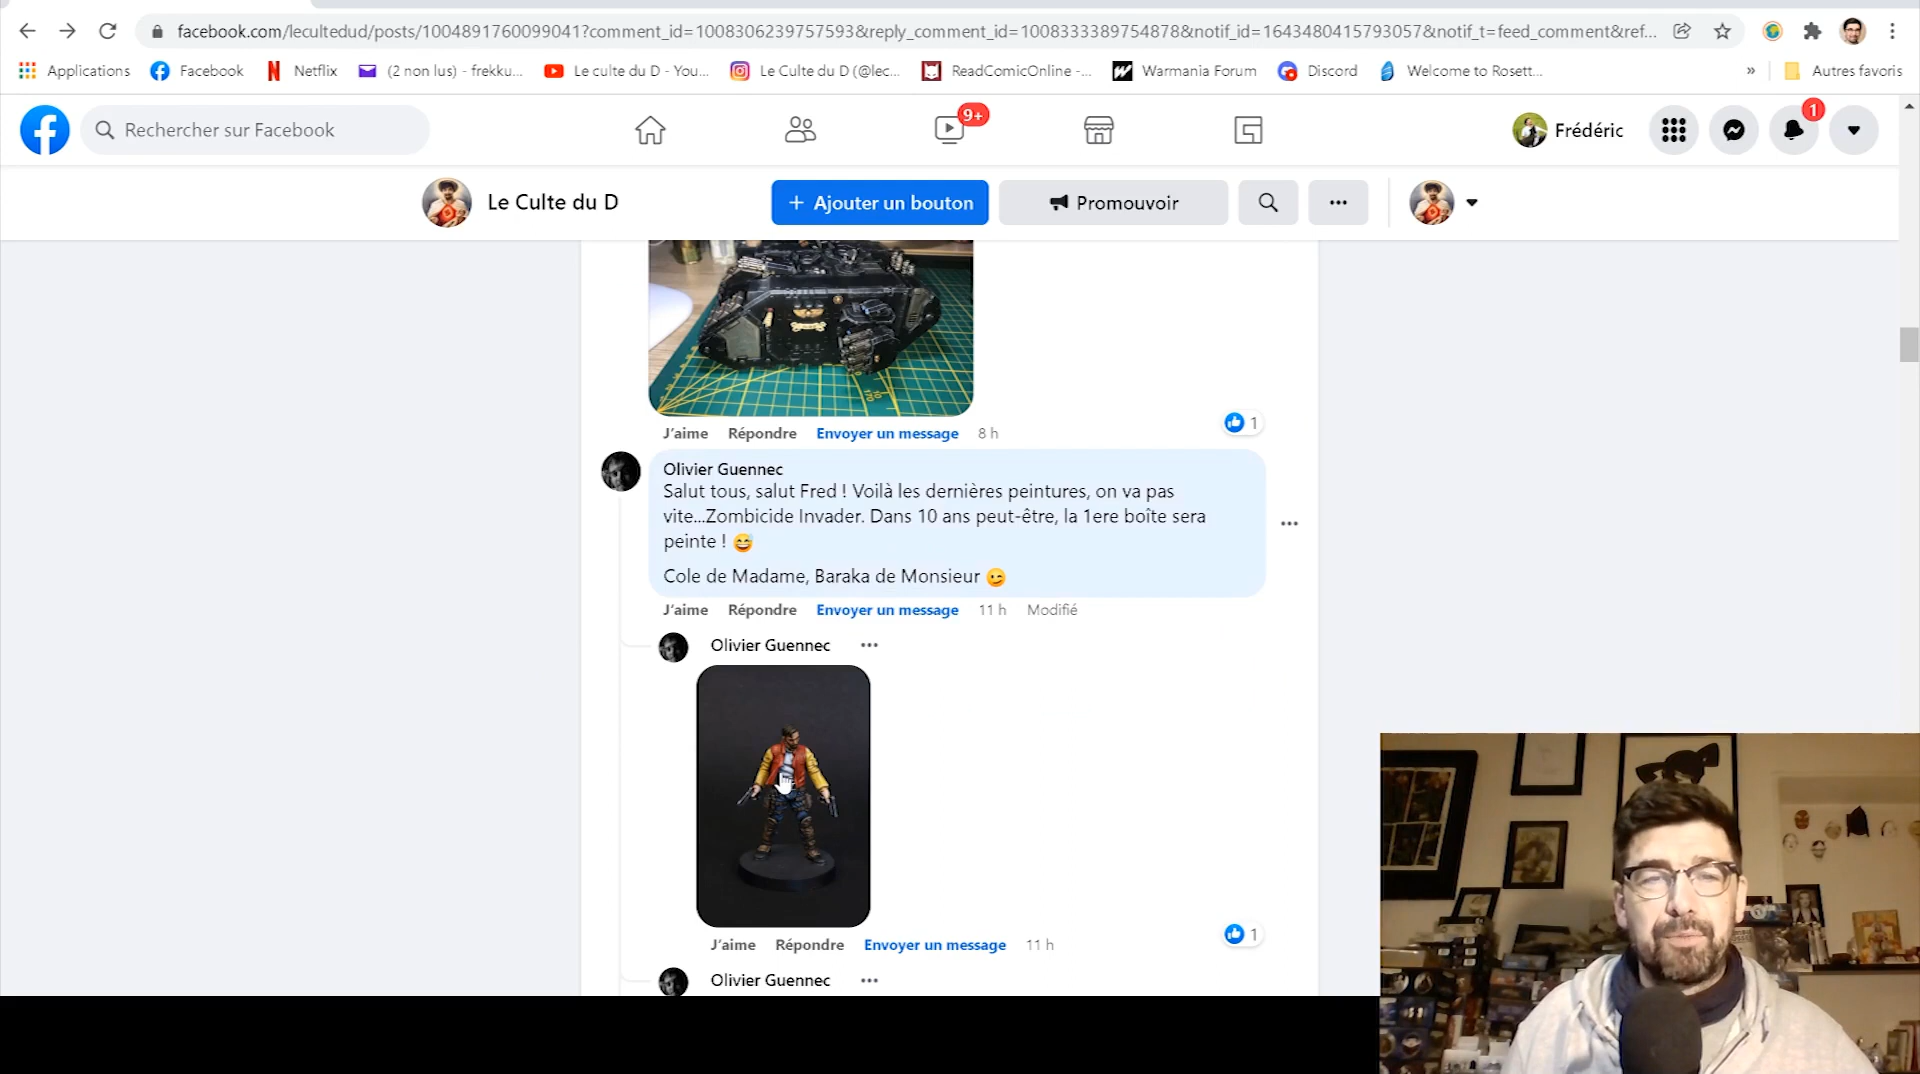 facebook.com/lecultedud/posts/1004891760099041?comment_id=1008306239757593&reply_comment_id=1008333389754878&notif_id=1643480415793057&notif_t=feed_comment&ref...
Applications Facebook Netflix (2 non lus) - frekku... Le culte du D - You... Le Culte du D (@lec... ReadComicOnline -... Warmania Forum Discord Welcome to Rosett... » Autres favoris
Rechercher sur Facebook 9+ Frédéric 1
Le Culte du D + Ajouter un bouton Promouvoir
J'aime Répondre Envoyer un message 8 h 1
Olivier Guennec
Salut tous, salut Fred ! Voilà les dernières peintures, on va pas
vite...Zombicide Invader. Dans 10 ans peut-être, la 1ere boîte sera
peinte ! 😅
Cole de Madame, Baraka de Monsieur 😉
J'aime Répondre Envoyer un message 11 h Modifié
Olivier Guennec
J'aime Répondre Envoyer un message 11 h 1
Olivier Guennec